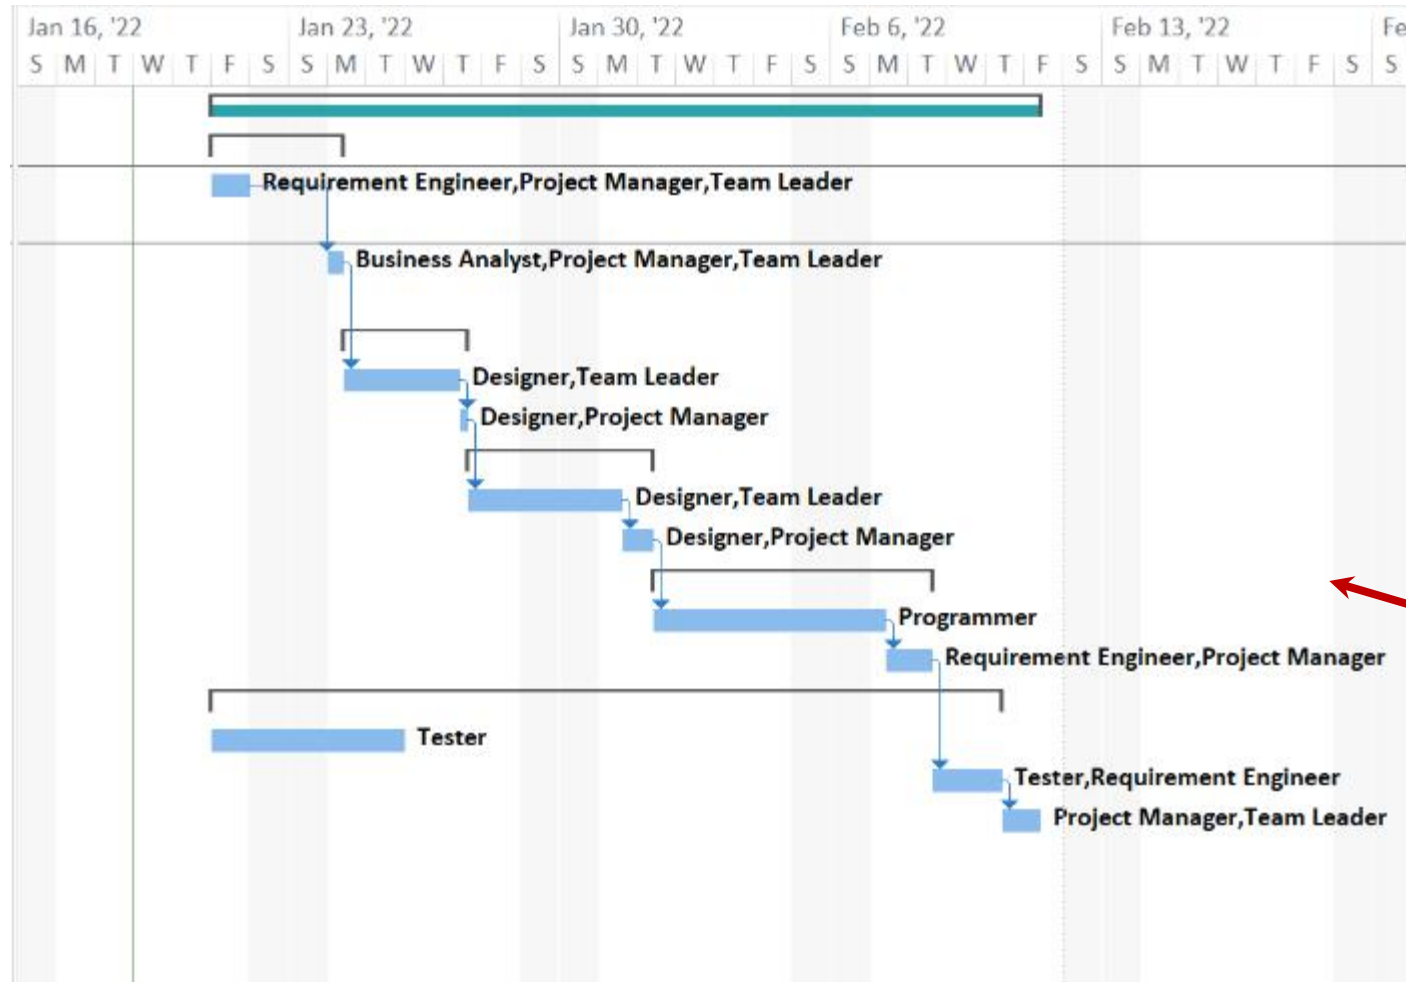 Jan 16, '22 Jan 23, '22 Jan 30, '22 Feb 6, '22 Feb 13, '22 Fe
S M T W T F S S M T W T F S S M T W T F S S M T W T F S S M T W T F S S
Requirement Engineer,Project Manager,Team Leader
Business Analyst,Project Manager,Team Leader
Designer,Team Leader
Designer,Project Manager
Designer,Team Leader
Designer,Project Manager
Programmer
Requirement Engineer,Project Manager
Tester
Tester,Requirement Engineer
Project Manager,Team Leader